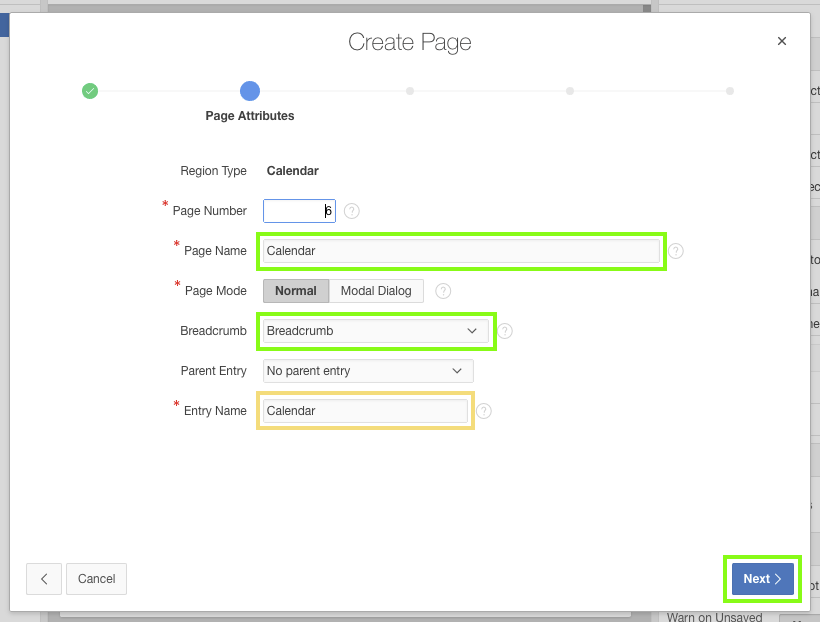 Create Page
Page Attributes
Region Type Calendar
* Page Number 6
* Page Name Calendar
* Page Mode Normal Modal Dialog
Breadcrumb Breadcrumb
Parent Entry No parent entry
* Entry Name Calendar
Cancel Next
Warn on Unsaved